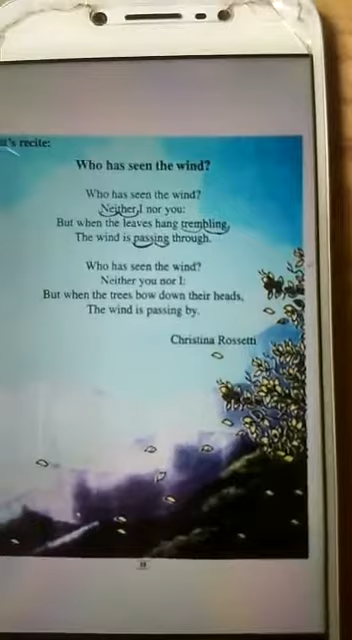 recite:
Who has seen the wind?
Who has seen the wind?
Neither I nor you:
But when the leaves hang trembling,
The wind is passing through.
Who has seen the wind?
Neither you nor I:
But when the trees bow down their heads,
The wind is passing by.
Christina Rossetti